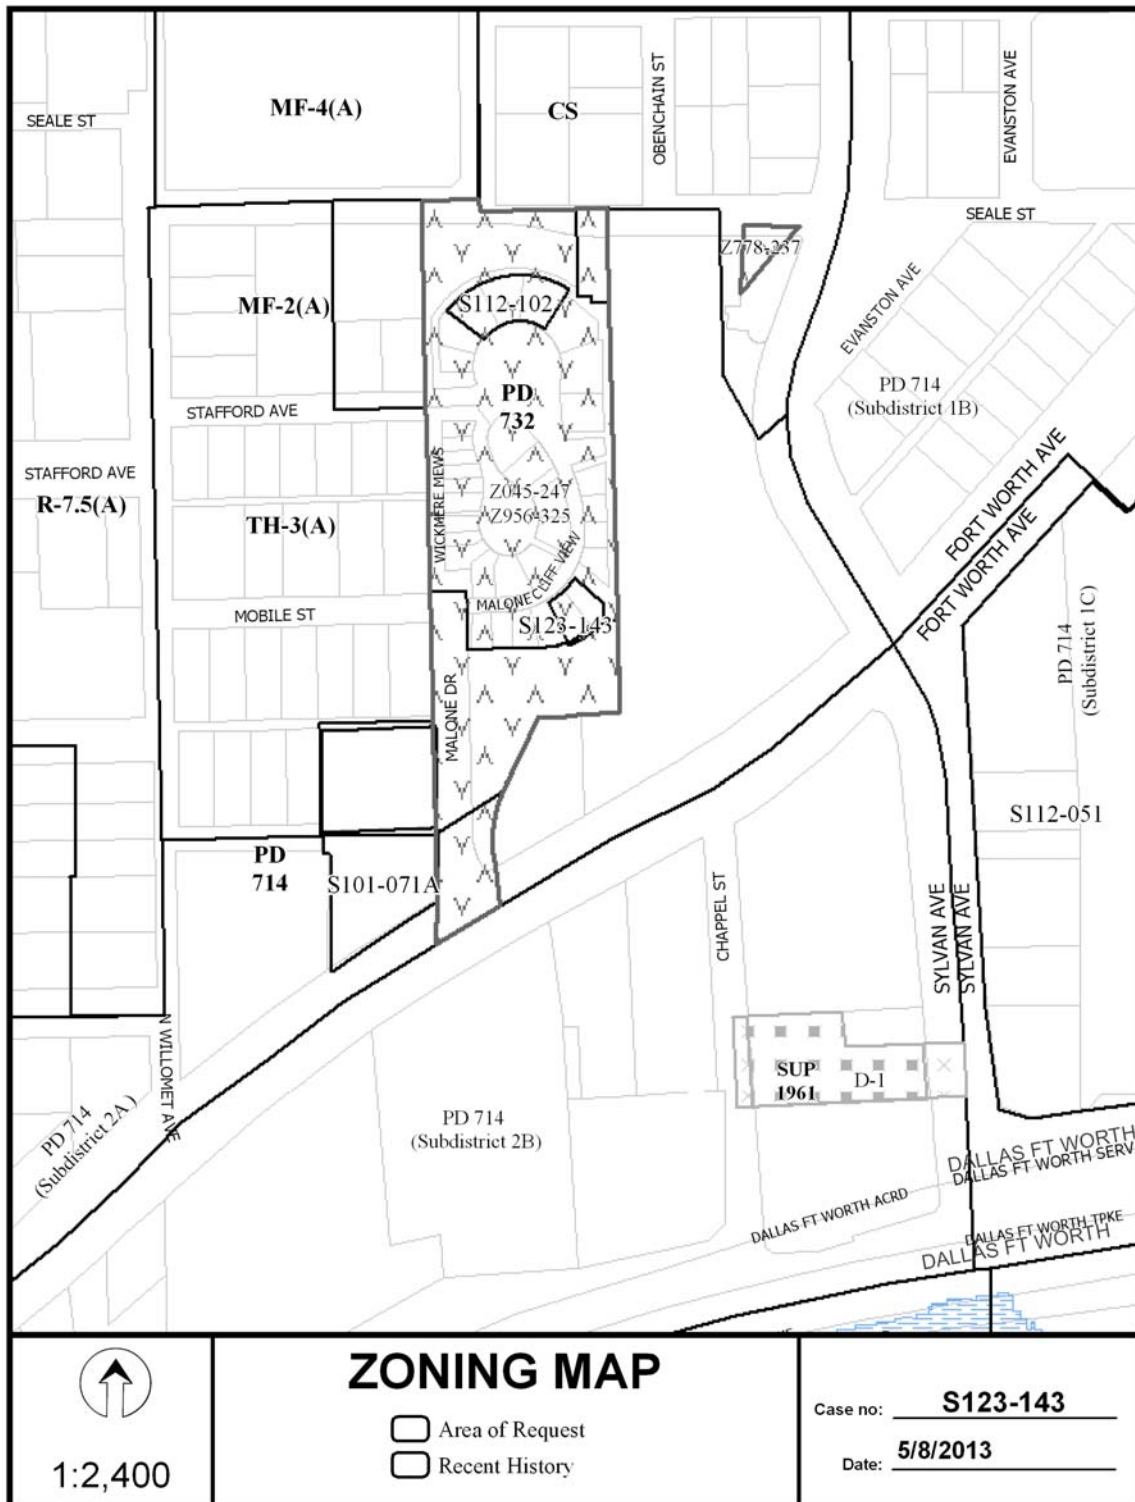 MF-4(A)
CS
OBENCHAIN ST
EVANSTON AVE
SEALE ST
SEALE ST
Z778-237
MF-2(A)
S112-102
EVANSTON AVE
PD
732
PD 714
(Subdistrict 1B)
STAFFORD AVE
STAFFORD AVE
R-7.5(A)
TH-3(A)
WICKMERE MEWS
Z045-247
Z956-325
FORT WORTH AVE
FORT WORTH AVE
MALONE CLIFF VIEW
MOBILE ST
S123-143
PD 714
(Subdistrict 1C)
MALONE DR
S112-051
PD
714
S101-071A
CHAPPEL ST
SYLVAN AVE
SYLVAN AVE
N WILLOMET AVE
SUP
1961
D-1
PD 714
(Subdistrict 2A)
PD 714
(Subdistrict 2B)
DALLAS FT WORTH
DALLAS FT WORTH SERV
DALLAS FT WORTH ACRD
DALLAS FT WORTH TPKE
DALLAS FT WORTH
1:2,400
ZONING MAP
Area of Request
Recent History
Case no: S123-143
Date: 5/8/2013